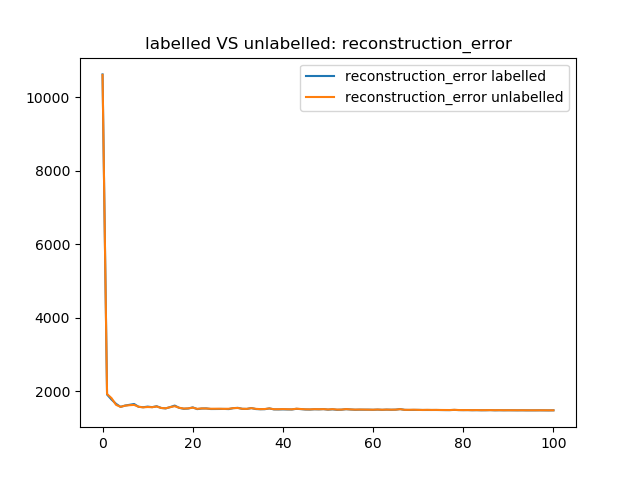 labelled VS unlabelled: reconstruction_error
reconstruction_error labelled
reconstruction_error unlabelled
10000
8000
6000
4000
2000
0 20 40 60 80 100